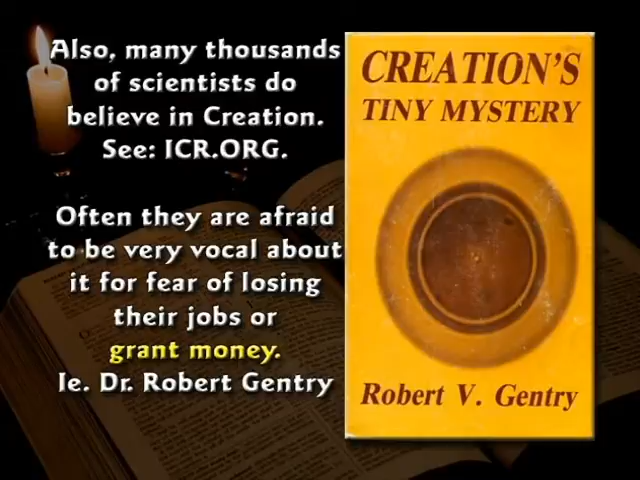 Also, many thousands
of scientists do
believe in Creation.
See: ICR.ORG.
Often they are afraid
to be very vocal about
it for fear of losing
their jobs or
grant money.
Ie. Dr. Robert Gentry
CREATION'S
TINY MYSTERY
Robert V. Gentry